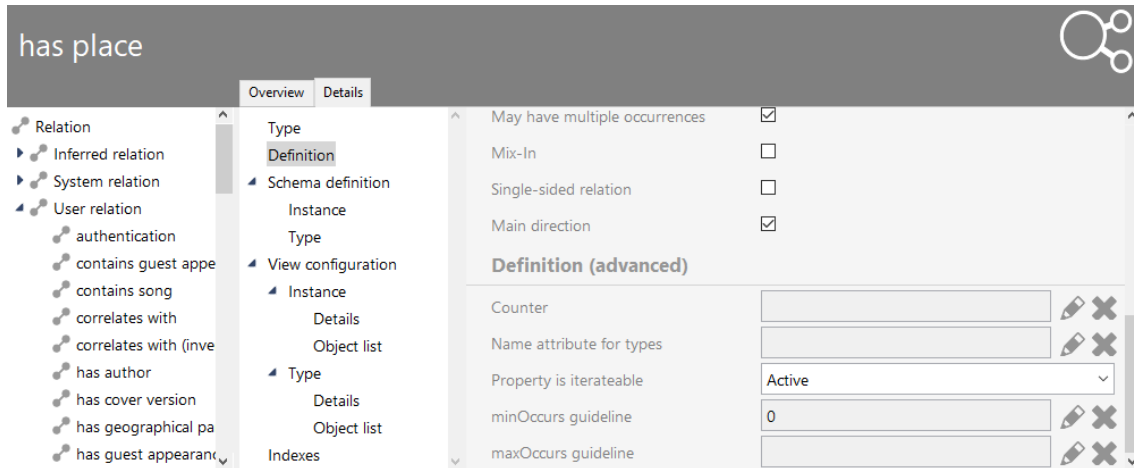 has place
Overview
Details
Relation
Inferred relation
System relation
User relation
authentication
contains guest appe
contains song
correlates with
correlates with (inve
has author
has cover version
has geographical pa
has guest appearanc
Type
Definition
Schema definition
Instance
Type
View configuration
Instance
Details
Object list
Type
Details
Object list
Indexes
May have multiple occurrences
Mix-In
Single-sided relation
Main direction
Definition (advanced)
Counter
Name attribute for types
Property is iterateable
Active
minOccurs guideline
0
maxOccurs guideline